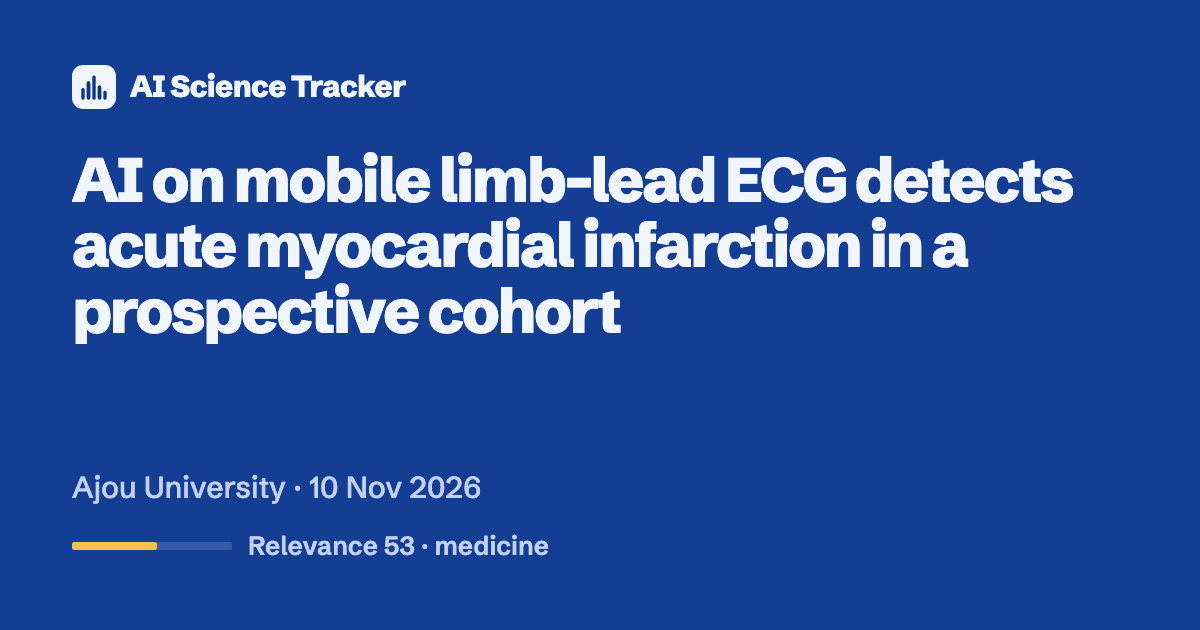 AI Science Tracker
AI on mobile limb-lead ECG detects
acute myocardial infarction in a
prospective cohort
Ajou University · 10 Nov 2026
Relevance 53 · medicine